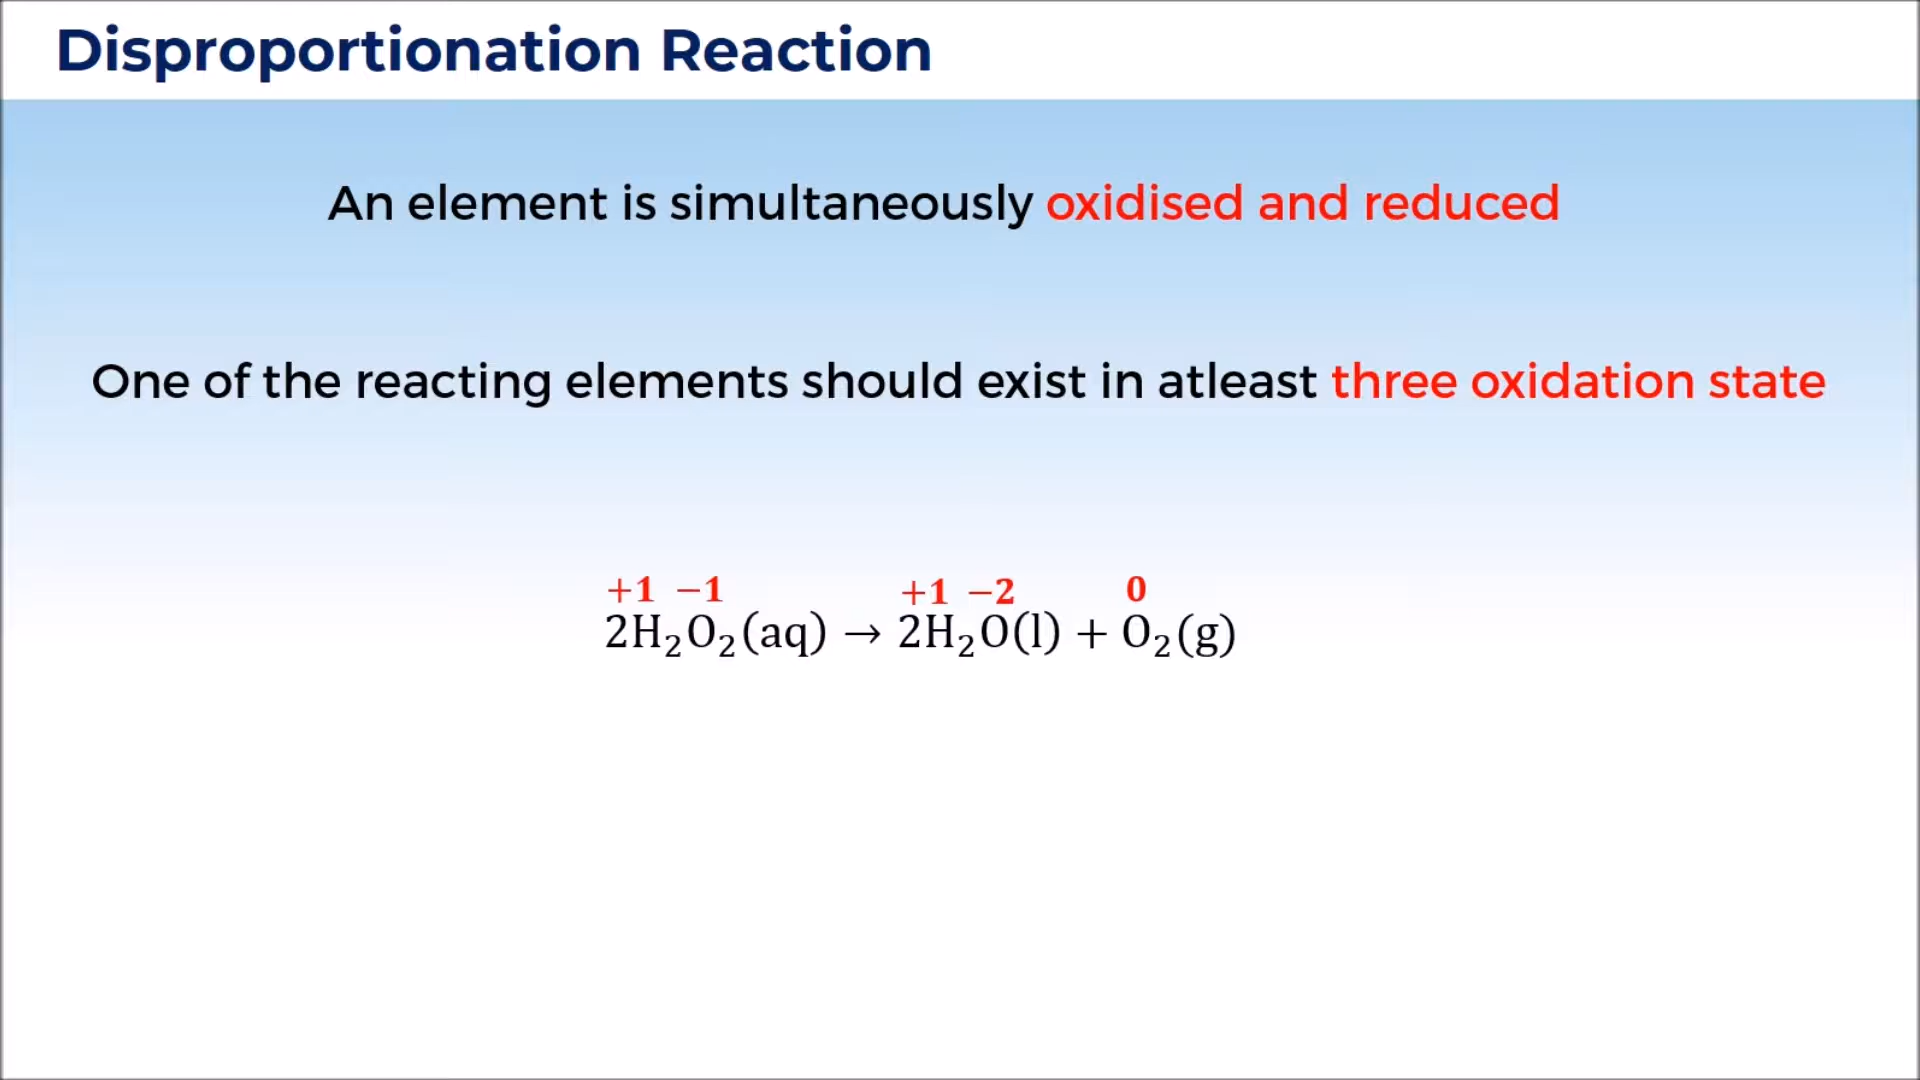 Disproportionation Reaction
An element is simultaneously oxidised and reduced
One of the reacting elements should exist in atleast three oxidation state
+1 −1 +1 −2 0
2H₂O₂(aq) → 2H₂O(l) + O₂(g)